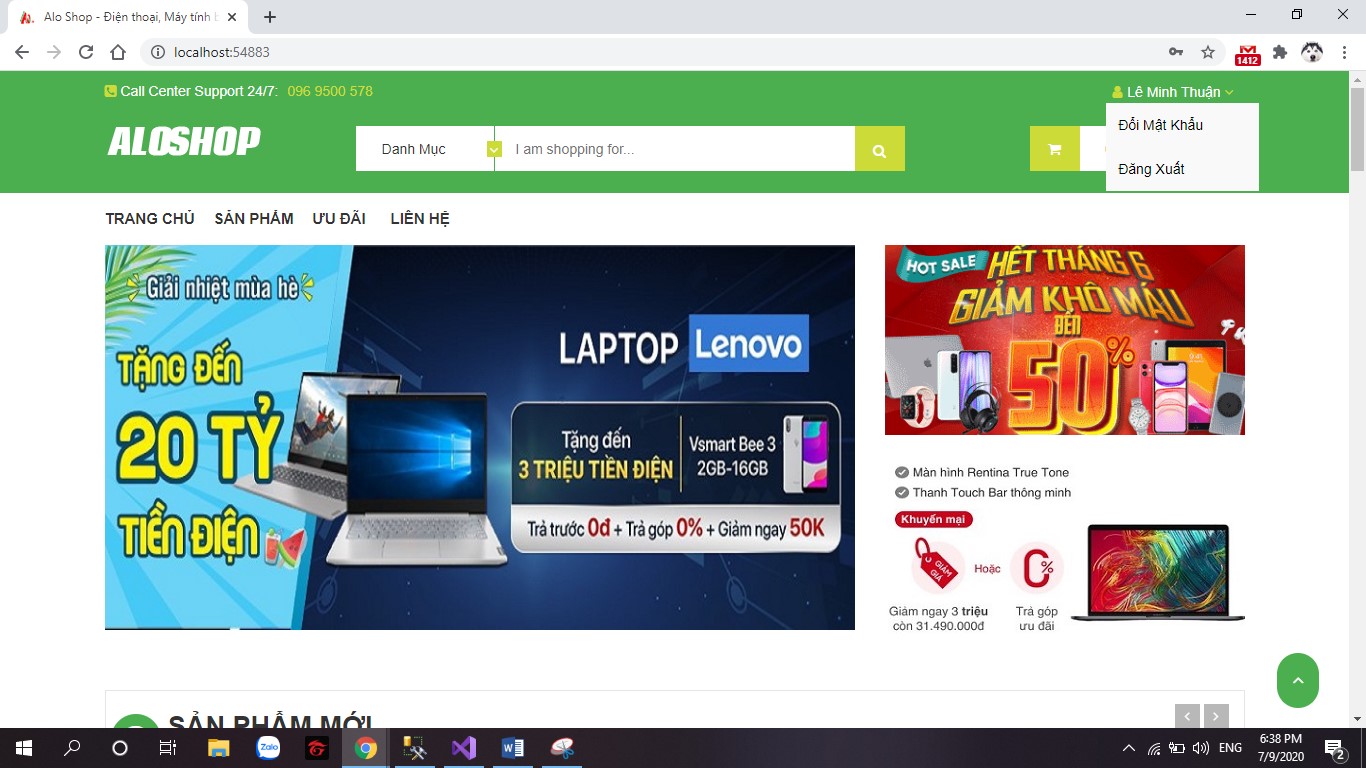 Alo Shop - Điện thoại, Máy tính b
localhost:54883
1412
Call Center Support 24/7: 096 9500 578
Lê Minh Thuận
ALOSHOP
Danh Mục
I am shopping for...
Đổi Mật Khẩu
Đăng Xuất
TRANG CHỦ SẢN PHẨM ƯU ĐÃI LIÊN HỆ
Giải nhiệt mùa hè
TẶNG ĐẾN
20 TỶ
TIỀN ĐIỆN
LAPTOP Lenovo
Tặng đến
3 TRIỆU TIỀN ĐIỆN
Vsmart Bee 3
2GB-16GB
Trả trước 0đ + Trả góp 0% + Giảm ngay 50K
HOT SALE
HẾT THÁNG 6
GIẢM KHÔ MÁU
ĐẾN
50%
Màn hình Rentina True Tone
Thanh Touch Bar thông minh
Khuyến mại
GIẢM
GIÁ
Hoặc
0%
Giảm ngay 3 triệu
còn 31.490.000đ
Trả góp
ưu đãi
SẢN PHẨM MỚI
Zalo
ENG
6:38 PM
7/9/2020
2